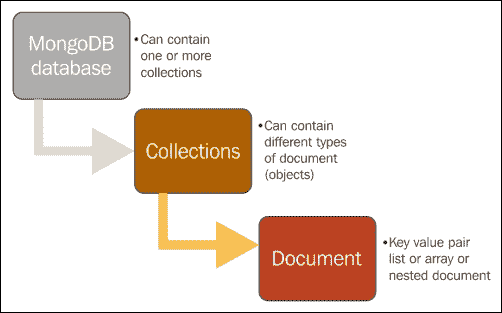 MongoDB
database
•Can contain
one or more
collections
Collections
•Can contain
different types
of document
(objects)
Document
•Key value pair
list or array or
nested document